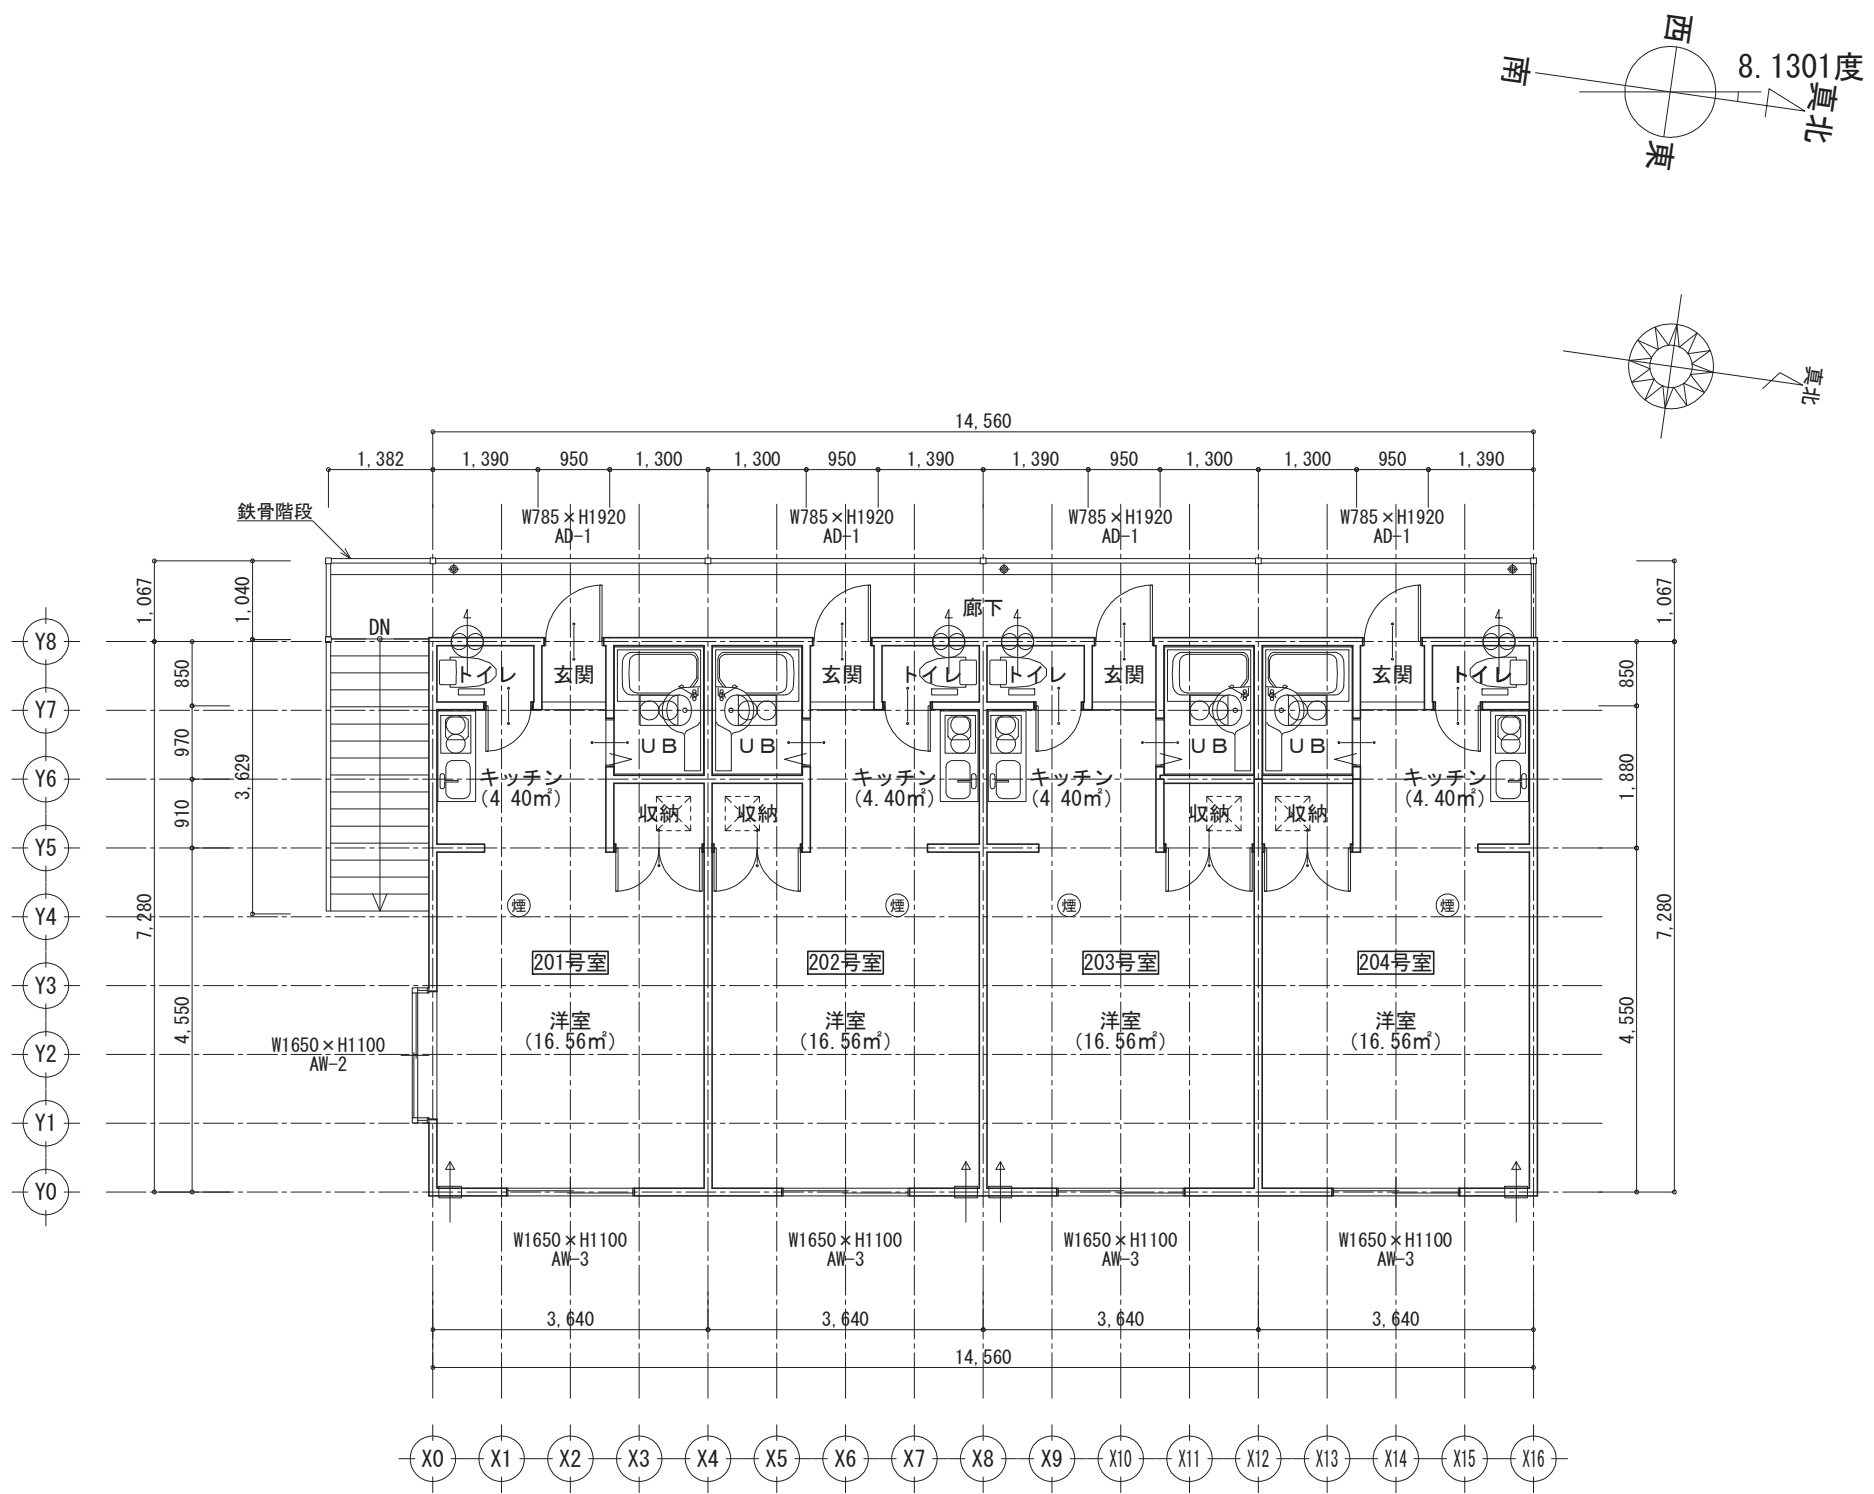 西
8.1301度
南
真北
東
真北
14,560
1,382
1,390
950
1,300
1,300
950
1,390
1,390
950
1,300
1,300
950
1,390
鉄骨階段
W785×H1920
AD-1
W785×H1920
AD-1
W785×H1920
AD-1
W785×H1920
AD-1
1,067
1,040
1,067
廊下
DN
4
4
4
4
Y8
Y7
Y6
Y5
Y4
Y3
Y2
Y1
Y0
850
970
910
3,629
7,280
4,550
850
1,880
7,280
4,550
トイレ
玄関
玄関
トイレ
トイレ
玄関
玄関
トイレ
UB
UB
UB
UB
キッチン
(4.40㎡)
キッチン
(4.40㎡)
キッチン
(4.40㎡)
キッチン
(4.40㎡)
収納
収納
収納
収納
煙
煙
煙
煙
201号室
202号室
203号室
204号室
洋室
(16.56㎡)
洋室
(16.56㎡)
洋室
(16.56㎡)
洋室
(16.56㎡)
W1650×H1100
AW-2
W1650×H1100
AW-3
W1650×H1100
AW-3
W1650×H1100
AW-3
W1650×H1100
AW-3
3,640
3,640
3,640
3,640
14,560
X0
X1
X2
X3
X4
X5
X6
X7
X8
X9
X10
X11
X12
X13
X14
X15
X16